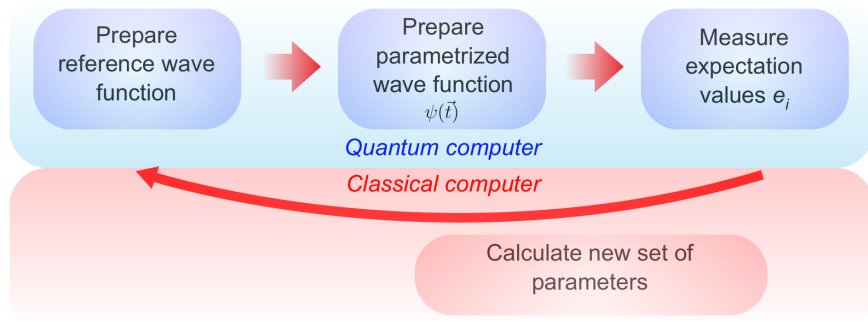 Prepare
reference wave
function
Prepare
parametrized
wave function
ψ(t⃗)
Measure
expectation
values eᵢ
Quantum computer
Classical computer
Calculate new set of
parameters